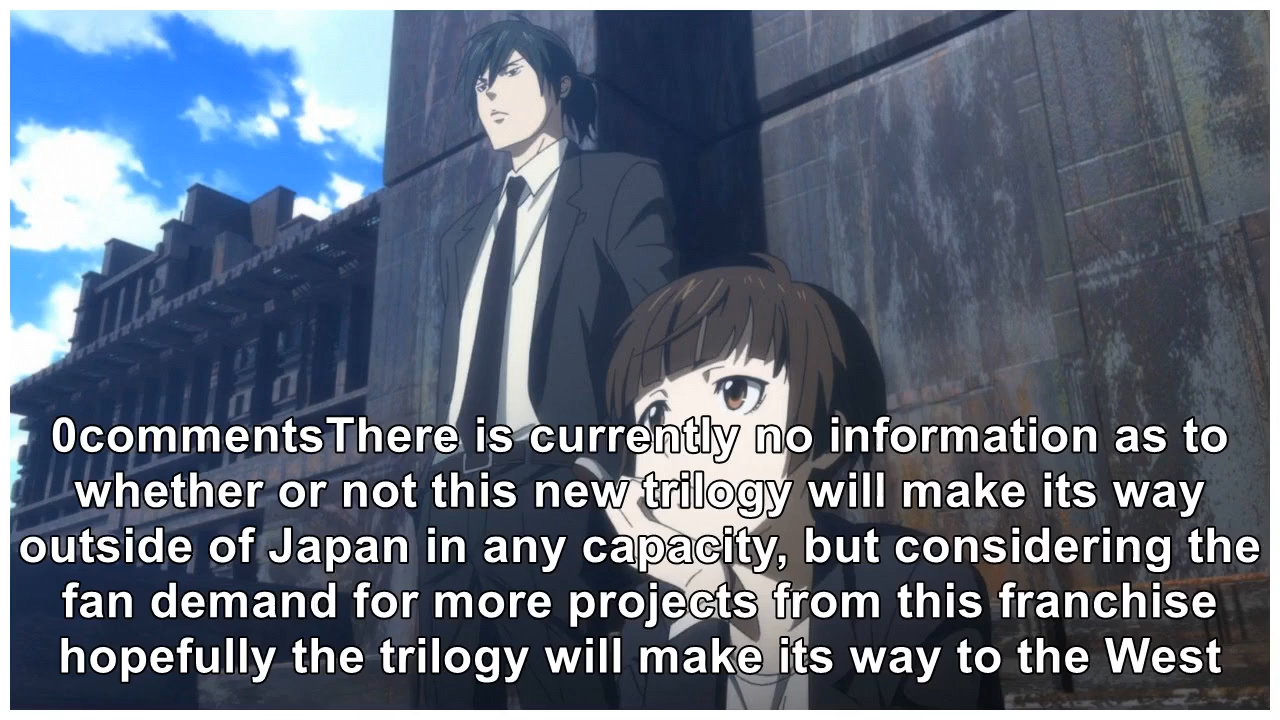 0commentsThere is currently no information as to
whether or not this new trilogy will make its way
outside of Japan in any capacity, but considering the
fan demand for more projects from this franchise
hopefully the trilogy will make its way to the West